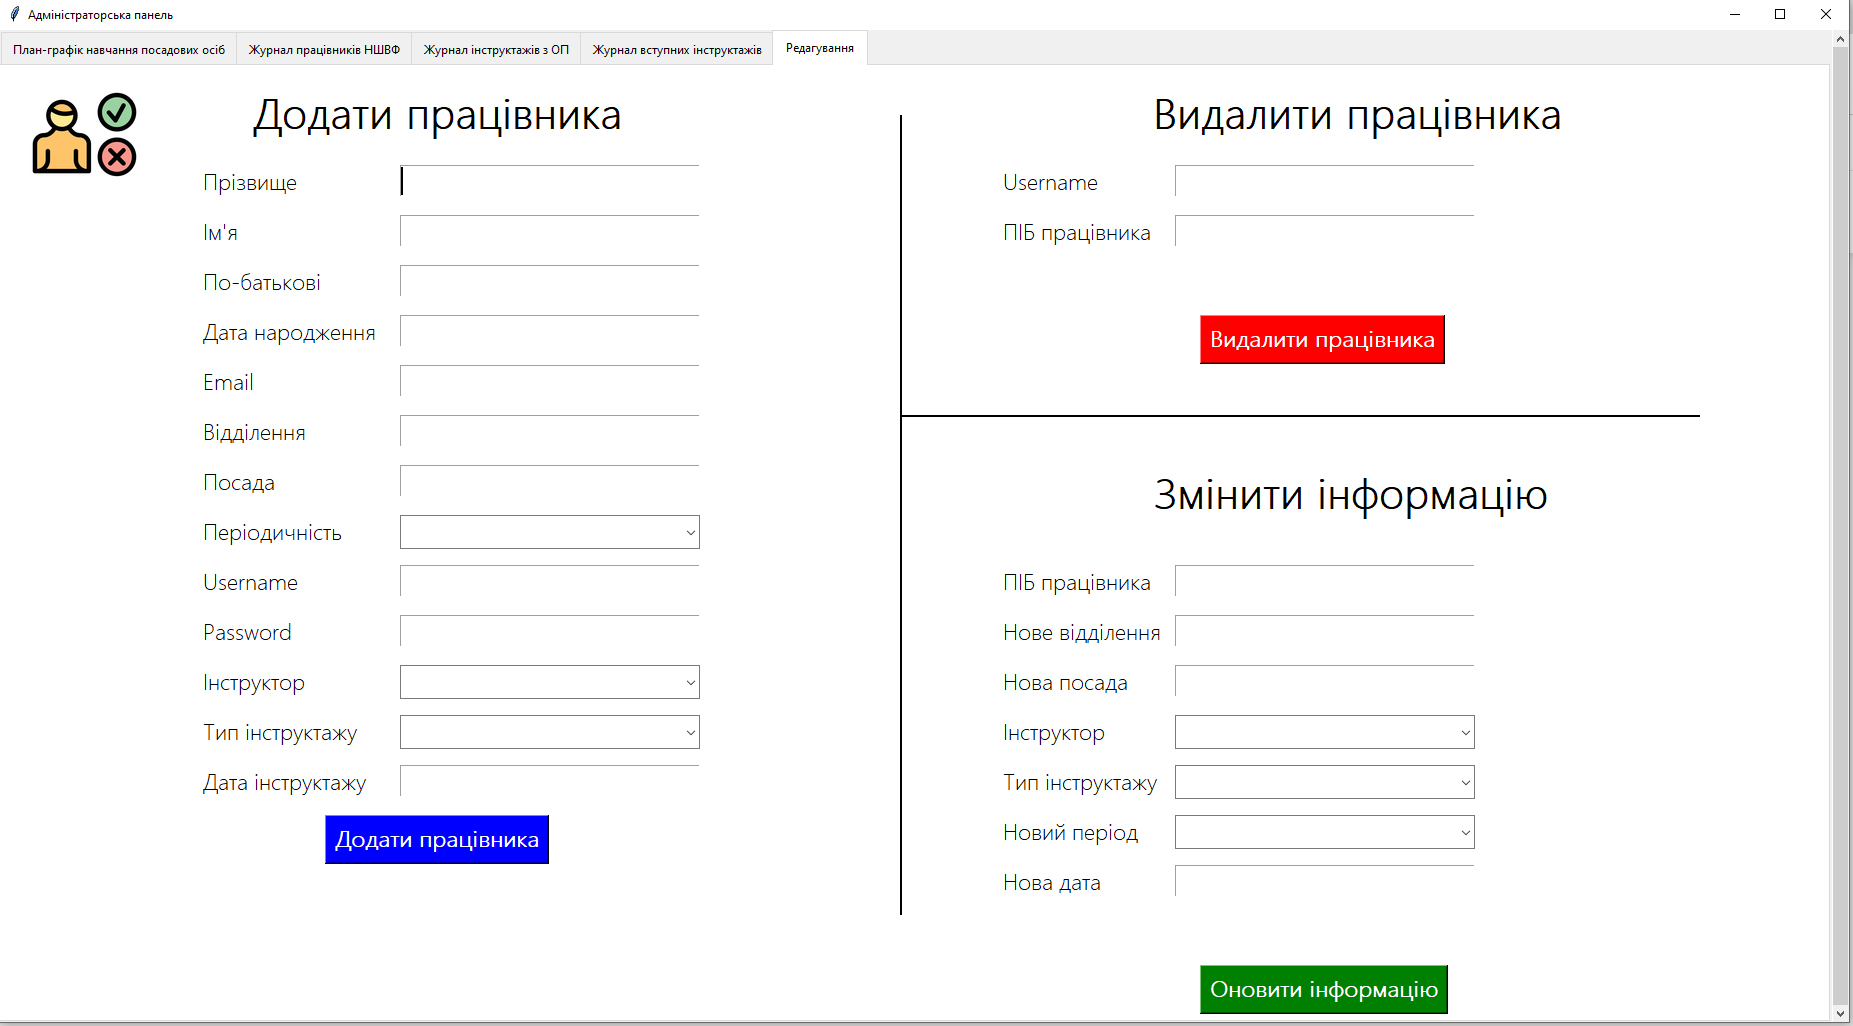 Адміністраторська панель
План-графік навчання посадових осіб
Журнал працівників НШВФ
Журнал інструктажів з ОП
Журнал вступних інструктажів
Редагування
Додати працівника
Прізвище
Ім'я
По-батькові
Дата народження
Email
Відділення
Посада
Періодичність
Username
Password
Інструктор
Тип інструктажу
Дата інструктажу
Додати працівника
Видалити працівника
Username
ПІБ працівника
Видалити працівника
Змінити інформацію
ПІБ працівника
Нове відділення
Нова посада
Інструктор
Тип інструктажу
Новий період
Нова дата
Оновити інформацію